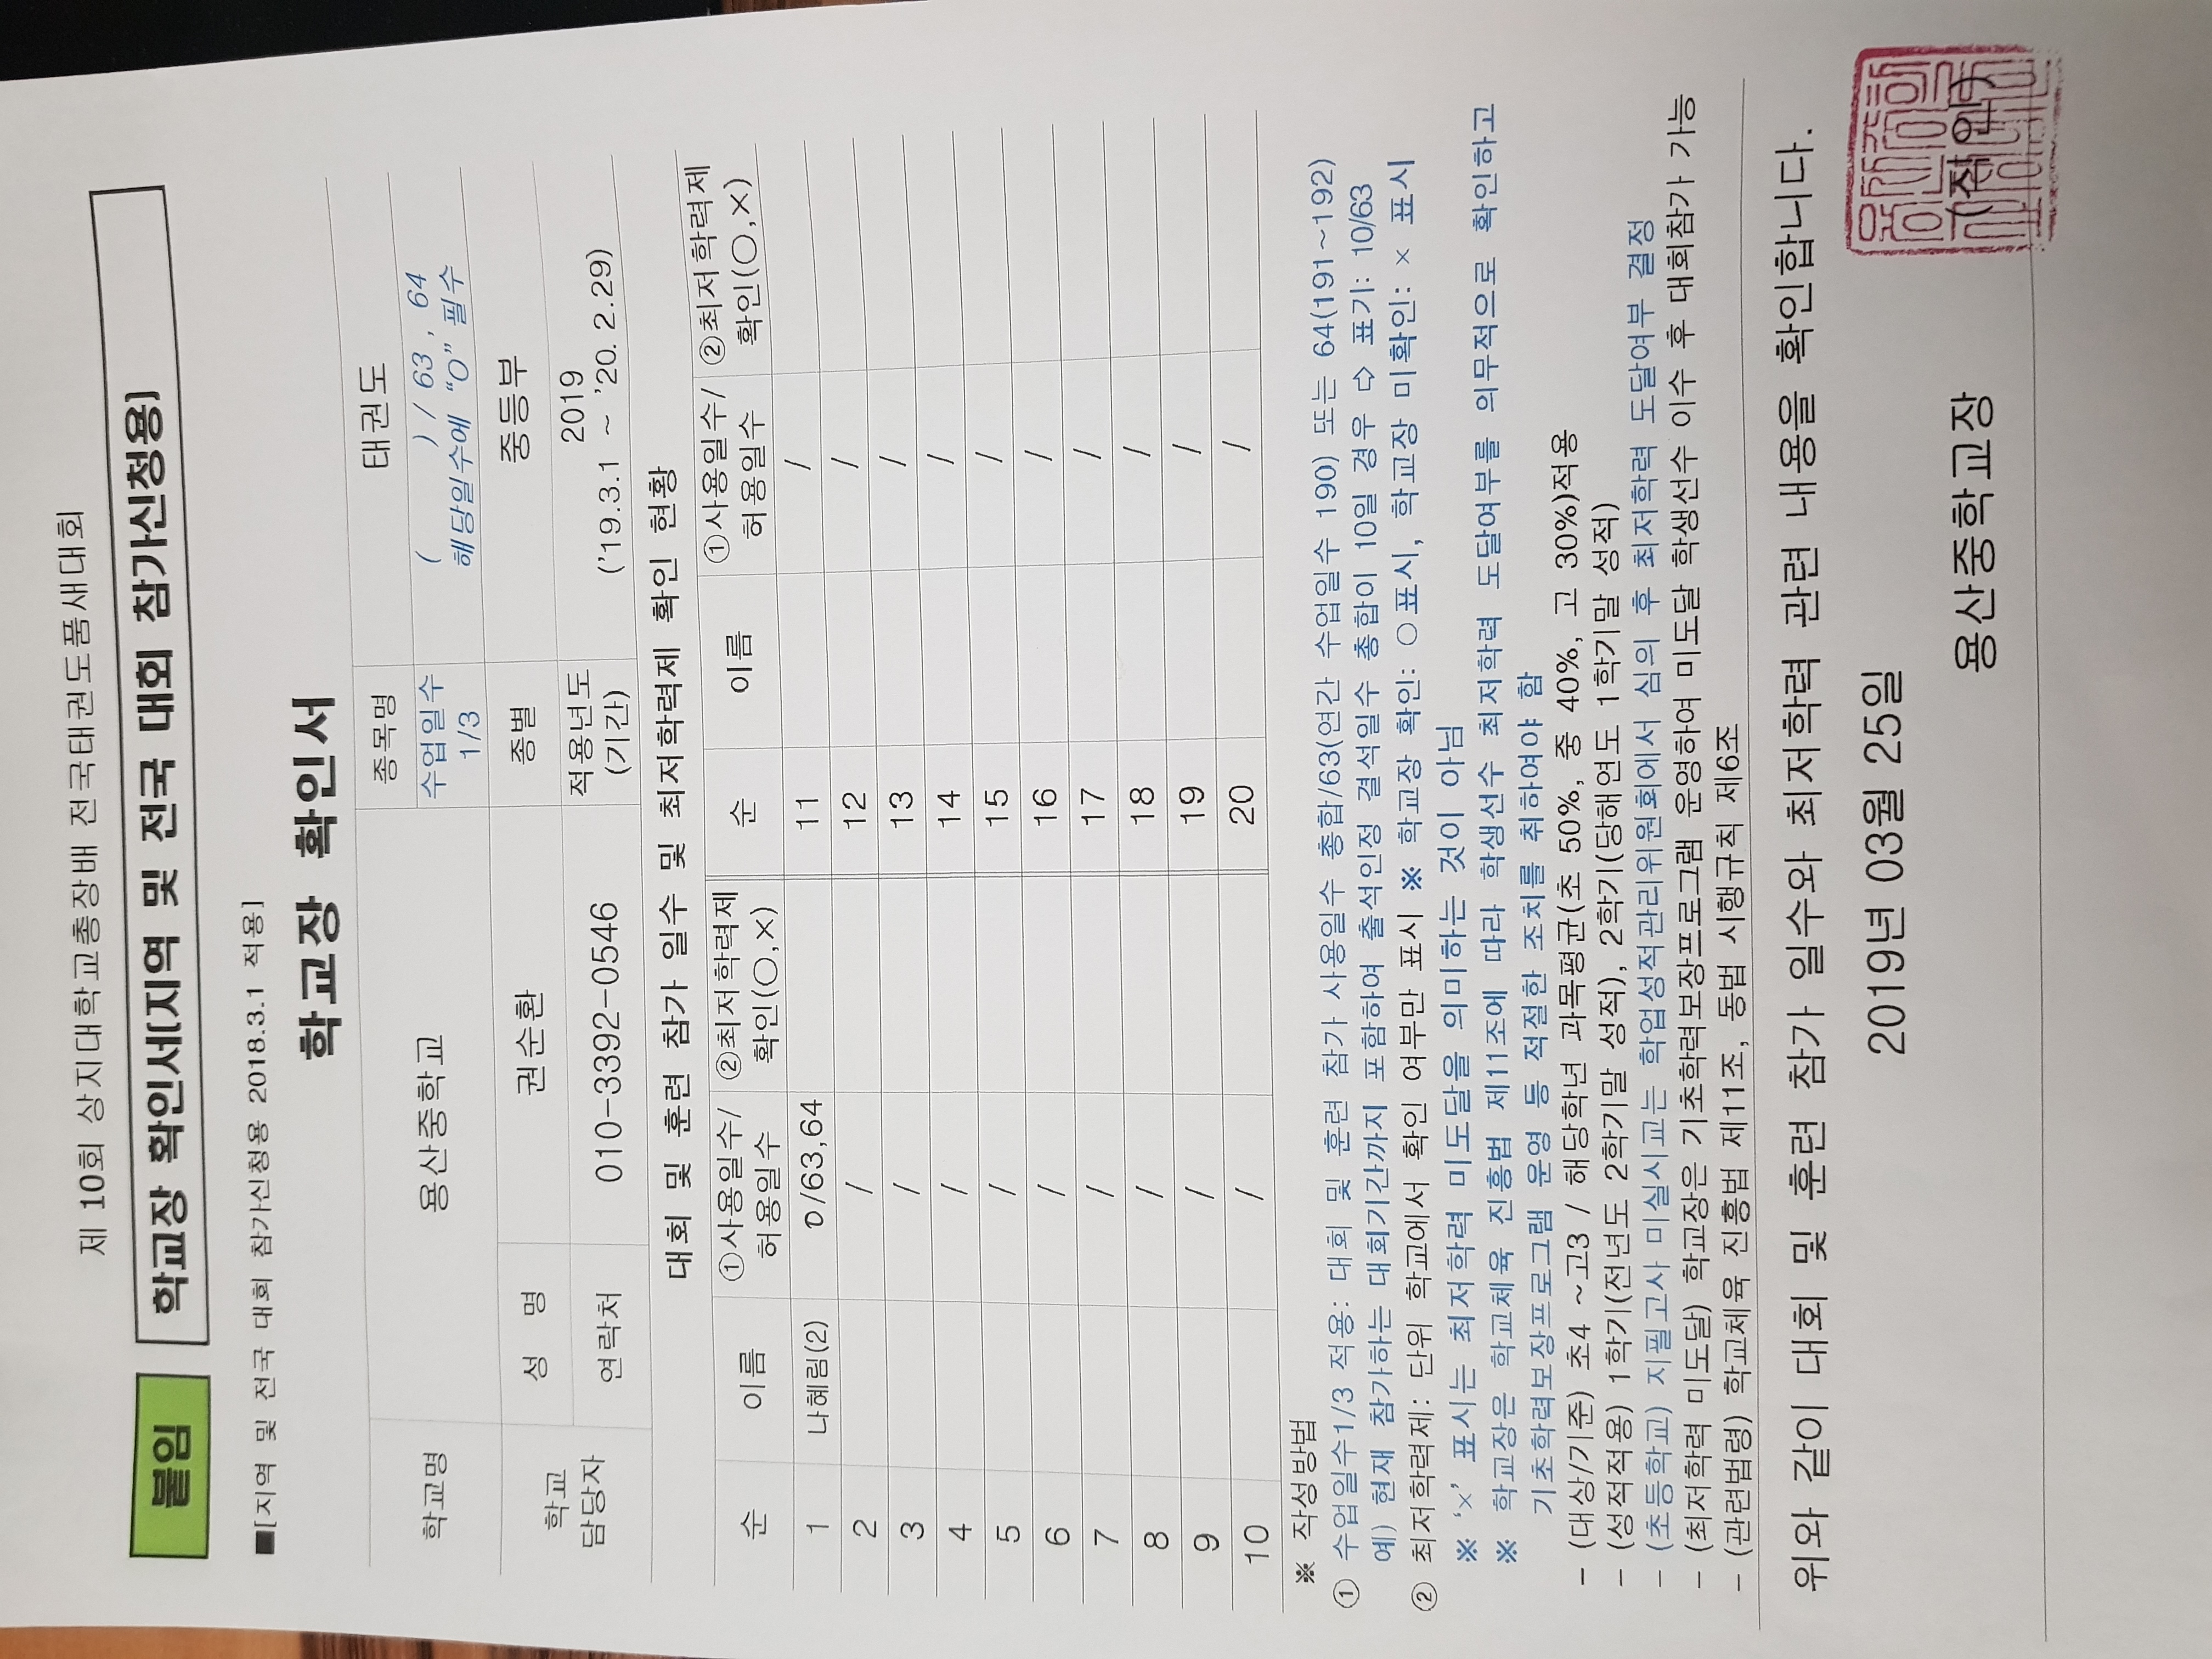 제 10회 상지대학교총장배 전국태권도품새대회
붙임 학교장 확인서[지역 및 전국 대회 참가신청용]
■[지역 및 전국 대회 참가신청용 2018.3.1 적용]
학교장 확인서
학교명 용산중학교 종목명 태권도
수업일수 1/3 ( ) / 63 , 64 해당일수에 "O" 필수
학교 담당자 성 명 권순환 종별 중등부
연락처 010-3392-0546 적용년도 (기간) 2019 ('19.3.1 ~ '20. 2.29)
대회 및 훈련 참가 일수 및 최저학력제 확인 현황
순 이름 ①사용일수/허용일수 ②최저학력제 확인(○,×) 순 이름 ①사용일수/허용일수 ②최저학력제 확인(○,×)
1 나혜림(2) 0/63,64 11 /
2 / 12 /
3 / 13 /
4 / 14 /
5 / 15 /
6 / 16 /
7 / 17 /
8 / 18 /
9 / 19 /
10 / 20 /
※ 작성방법
① 수업일수1/3 적용: 대회 및 훈련 참가 사용일수 총합/63(연간 수업일수 190) 또는 64(191~192)
예) 현재 참가하는 대회기간까지 포함하여 출석인정 결석일수 총합이 10일 경우 ⇨ 표기: 10/63
② 최저학력제: 단위 학교에서 확인 여부만 표시 ※ 학교장 확인: ○ 표시, 학교장 미확인: × 표시
※ '×' 표시는 최저학력 미도달을 의미하는 것이 아님
※ 학교장은 학교체육 진흥법 제11조에 따라 학생선수 최저학력 도달여부를 의무적으로 확인하고
기초학력보장프로그램 운영 등 적절한 조치를 취하여야 함
- (대상/기준) 초4 ~고3 / 해당학년 과목평균(초 50%, 중 40%, 고 30%)적용
- (성적적용) 1학기(전년도 2학기말 성적), 2학기(당해연도 1학기말 성적)
- (초등학교) 지필고사 미실시교는 학업성적관리위원회에서 심의 후 최저학력 도달여부 결정
- (최저학력 미도달) 학교장은 기초학력보장프로그램 운영하여 미도달 학생선수 이수 후 대회참가 가능
- (관련법령) 학교체육 진흥법 제11조, 동법 시행규칙 제6조
위와 같이 대회 및 훈련 참가 일수와 최저학력 관련 내용을 확인합니다.
2019년 03월 25일
용산중학교장 (직인)